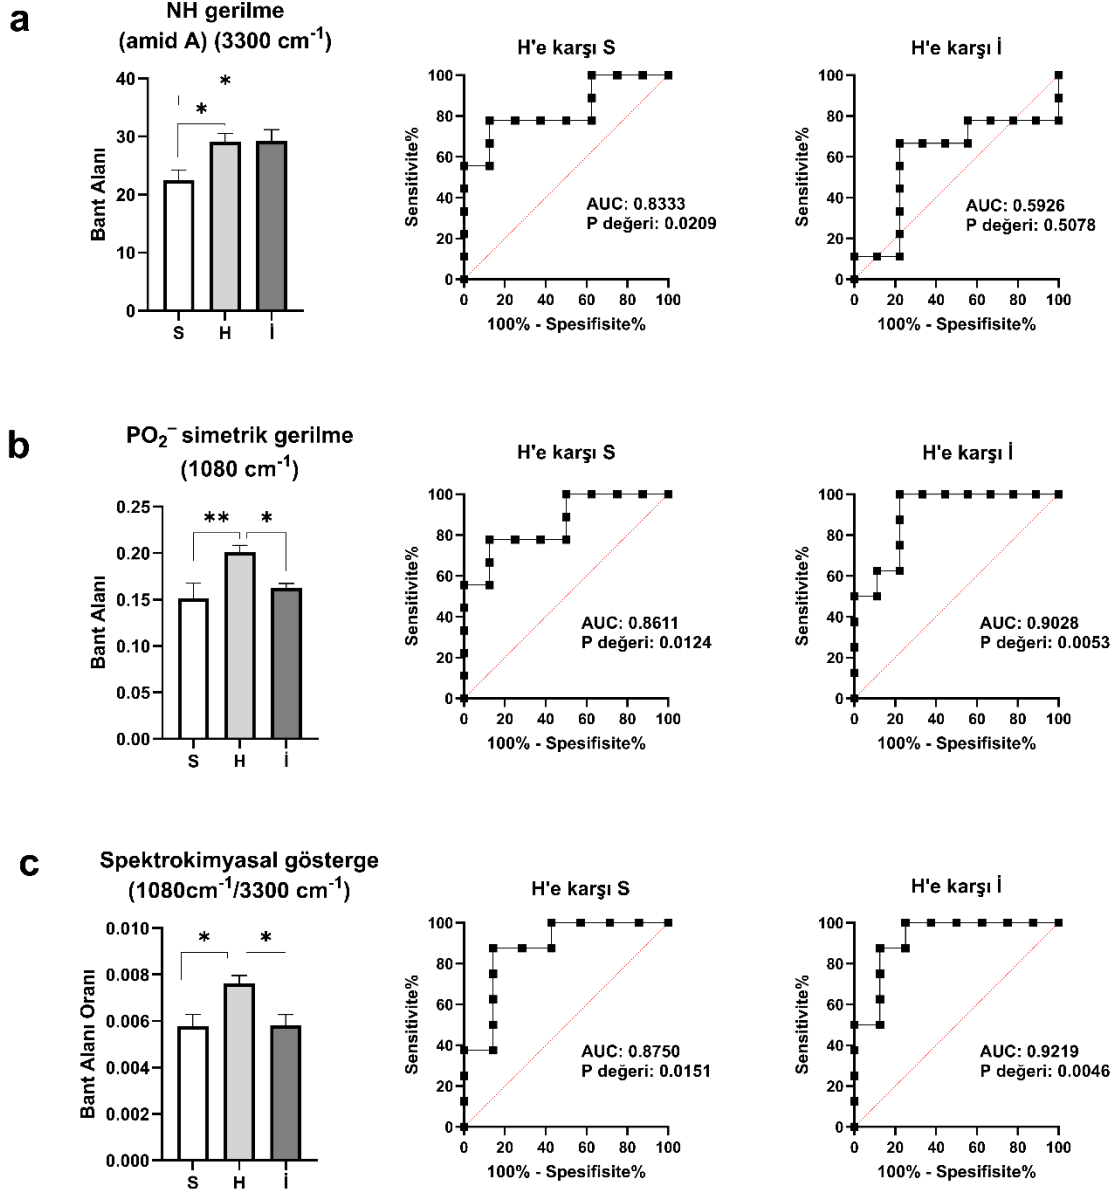 a
NH gerilme
(amid A) (3300 cm⁻¹)
Bant Alanı
40
30
20
10
0
*
*
S H İ
H'e karşı S
Sensitivite%
100
80
60
40
20
0
AUC: 0.8333
P değeri: 0.0209
0 20 40 60 80 100
100% - Spesifisite%
H'e karşı İ
Sensitivite%
100
80
60
40
20
0
AUC: 0.5926
P değeri: 0.5078
0 20 40 60 80 100
100% - Spesifisite%
b
PO₂⁻ simetrik gerilme
(1080 cm⁻¹)
Bant Alanı
0.25
0.20
0.15
0.10
0.05
0.00
** *
S H İ
H'e karşı S
Sensitivite%
100
80
60
40
20
0
AUC: 0.8611
P değeri: 0.0124
0 20 40 60 80 100
100% - Spesifisite%
H'e karşı İ
Sensitivite%
100
80
60
40
20
0
AUC: 0.9028
P değeri: 0.0053
0 20 40 60 80 100
100% - Spesifisite%
c
Spektrokimyasal gösterge
(1080cm⁻¹/3300 cm⁻¹)
Bant Alanı Oranı
0.010
0.008
0.006
0.004
0.002
0.000
* *
S H İ
H'e karşı S
Sensitivite%
100
80
60
40
20
0
AUC: 0.8750
P değeri: 0.0151
0 20 40 60 80 100
100% - Spesifisite%
H'e karşı İ
Sensitivite%
100
80
60
40
20
0
AUC: 0.9219
P değeri: 0.0046
0 20 40 60 80 100
100% - Spesifisite%